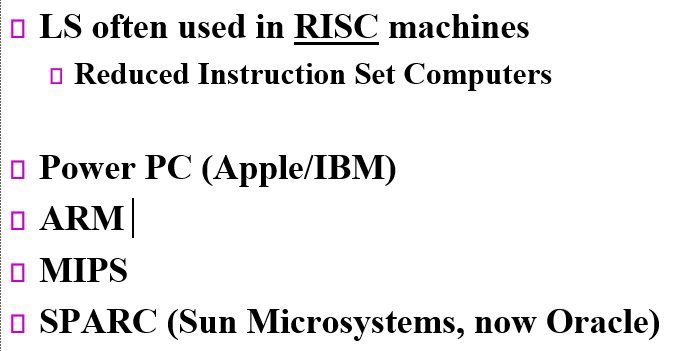 LS often used in RISC machines
Reduced Instruction Set Computers
Power PC (Apple/IBM)
ARM
MIPS
SPARC (Sun Microsystems, now Oracle)